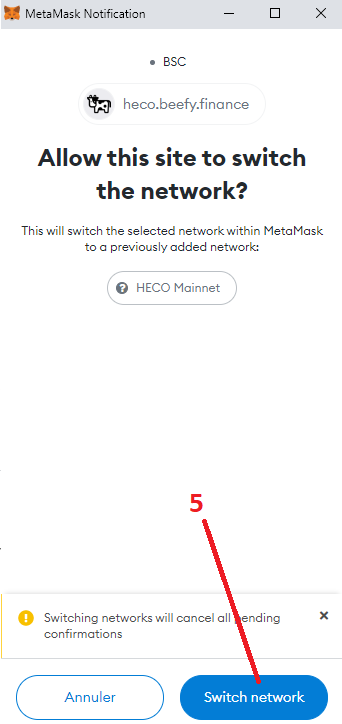 MetaMask Notification
BSC
heco.beefy.finance
Allow this site to switch
the network?
This will switch the selected network within MetaMask
to a previously added network:
? HECO Mainnet
5
! Switching networks will cancel all pending
confirmations
Annuler
Switch network